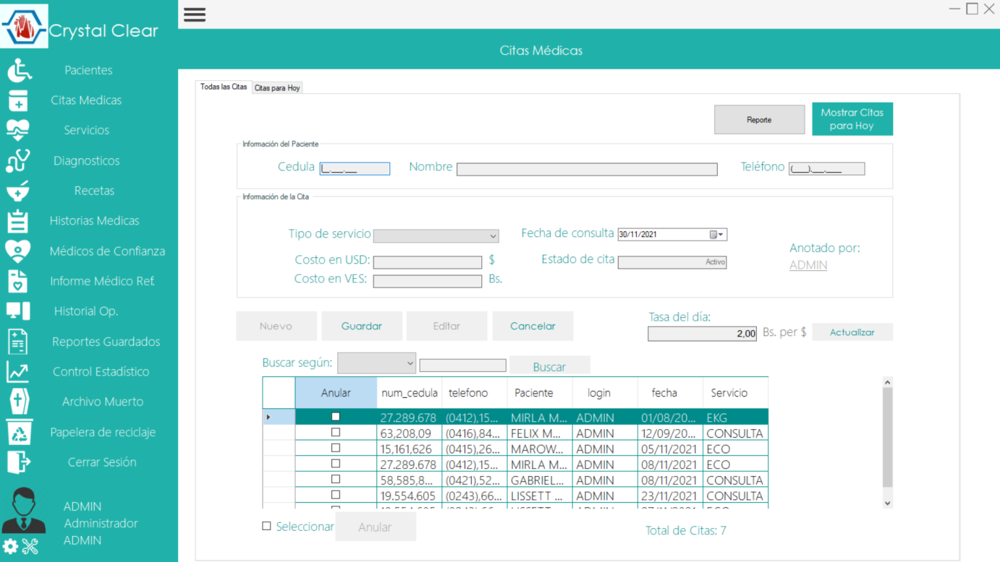 Crystal Clear
Pacientes
Citas Medicas
Servicios
Diagnosticos
Recetas
Historias Medicas
Médicos de Confianza
Informe Médico Ref.
Historial Op.
Reportes Guardados
Control Estadístico
Archivo Muerto
Papelera de reciclaje
Cerrar Sesión
ADMIN
Administrador
ADMIN
Citas Médicas
Todas las Citas Citas para Hoy
Reporte
Mostrar Citas
para Hoy
Información del Paciente
Cedula __.___.___ Nombre Teléfono (____),___.____
Información de la Cita
Tipo de servicio Fecha de consulta 30/11/2021
Costo en USD: $ Estado de cita Activo
Costo en VES: Bs.
Anotado por:
ADMIN
Nuevo Guardar Editar Cancelar
Tasa del día:
2,00 Bs. per $ Actualizar
Buscar según: Buscar
Anular num_cedula telefono Paciente login fecha Servicio
27.289.678 (0412),15... MIRLA M... ADMIN 01/08/20... EKG
63,208,09 (0416),84... FELIX M... ADMIN 12/09/20... CONSULTA
15,161,626 (0415),26... MAROW... ADMIN 05/11/2021 ECO
27.289.678 (0412),15... MIRLA M... ADMIN 08/11/2021 ECO
58,585,8... (0421),52... GABRIEL... ADMIN 08/11/2021 CONSULTA
19.554.605 (0243),66... LISSETT ... ADMIN 23/11/2021 CONSULTA
Seleccionar Anular
Total de Citas: 7